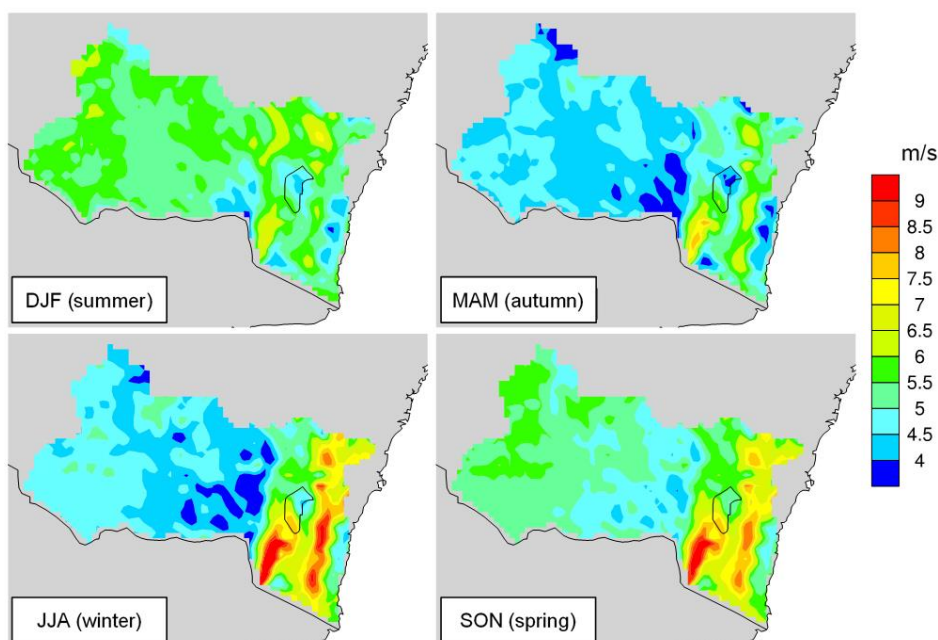 DJF (summer)
MAM (autumn)
m/s
9
8.5
8
7.5
7
6.5
6
5.5
5
4.5
4
JJA (winter)
SON (spring)